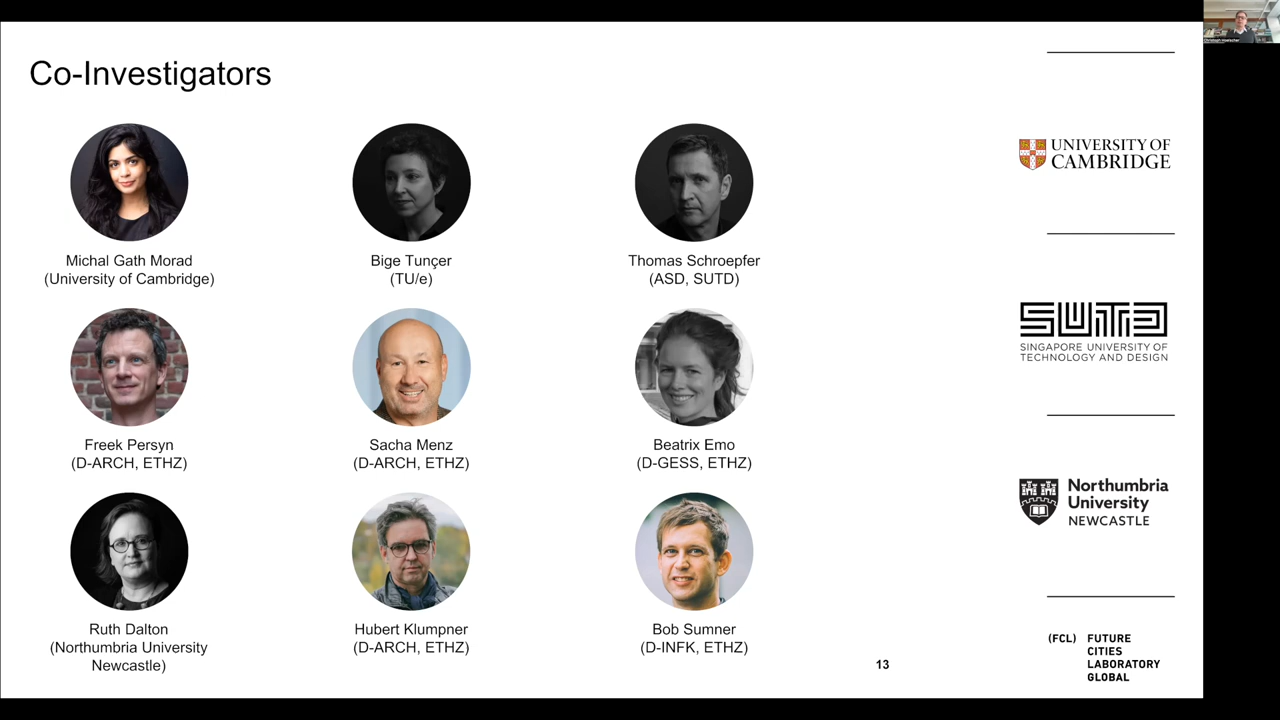 Co-Investigators
Michal Gath Morad
(University of Cambridge)
Bige Tunçer
(TU/e)
Thomas Schroepfer
(ASD, SUTD)
Freek Persyn
(D-ARCH, ETHZ)
Sacha Menz
(D-ARCH, ETHZ)
Beatrix Emo
(D-GESS, ETHZ)
Ruth Dalton
(Northumbria University
Newcastle)
Hubert Klumpner
(D-ARCH, ETHZ)
Bob Sumner
(D-INFK, ETHZ)
13
UNIVERSITY OF
CAMBRIDGE
SUTD
SINGAPORE UNIVERSITY OF
TECHNOLOGY AND DESIGN
Northumbria
University
NEWCASTLE
(FCL) FUTURE
CITIES
LABORATORY
GLOBAL
Christoph Hoelscher